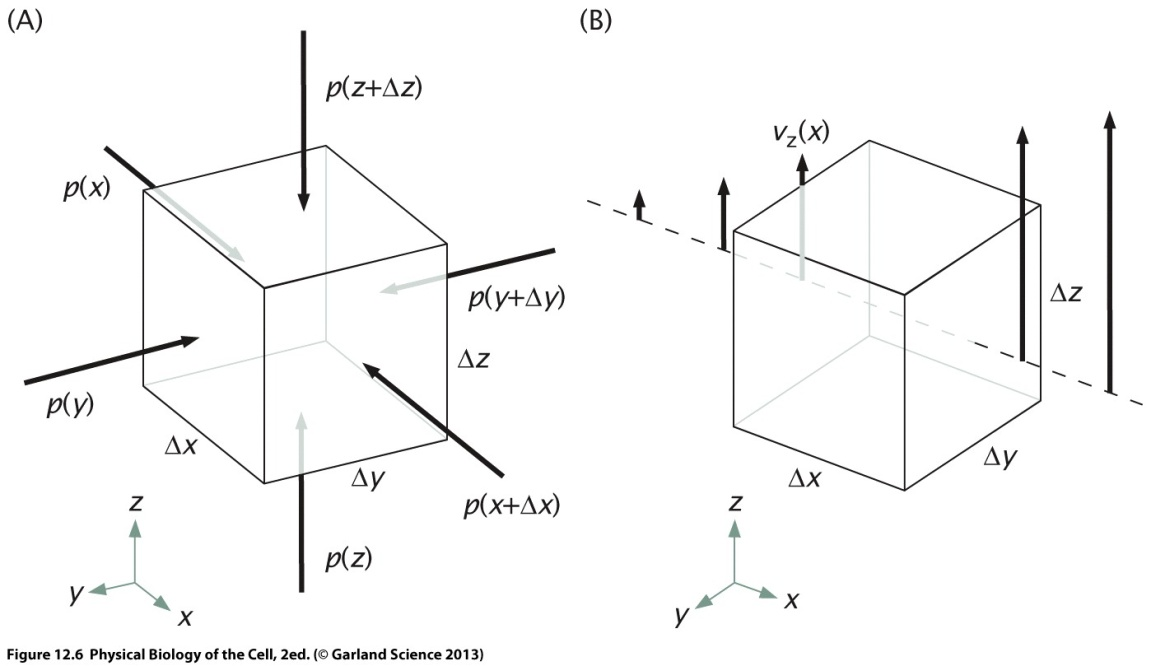 (A)
p(z+Δz)
p(x)
p(y+Δy)
Δz
p(y)
Δx
Δy
p(x+Δx)
p(z)
z
y
x
(B)
v_z(x)
Δz
Δy
Δx
z
y
x
Figure 12.6 Physical Biology of the Cell, 2ed. (© Garland Science 2013)